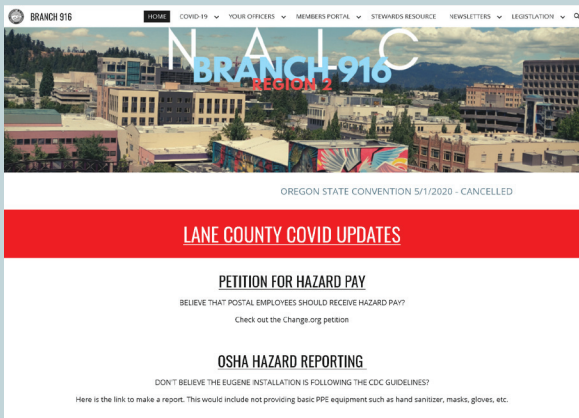 BRANCH 916 HOME COVID-19 YOUR OFFICERS MEMBERS PORTAL STEWARDS RESOURCE NEWSLETTERS LEGISTLATION
NALC
BRANCH 916
REGION 2
OREGON STATE CONVENTION 5/1/2020 - CANCELLED
LANE COUNTY COVID UPDATES
PETITION FOR HAZARD PAY
BELIEVE THAT POSTAL EMPLOYEES SHOULD RECEIVE HAZARD PAY?
Check out the Change.org petition
OSHA HAZARD REPORTING
DON'T BELIEVE THE EUGENE INSTALLATION IS FOLLOWING THE CDC GUIDELINES?
Here is the link to make a report. This would include not providing basic PPE equipment such as hand sanitizer, masks, gloves, etc.